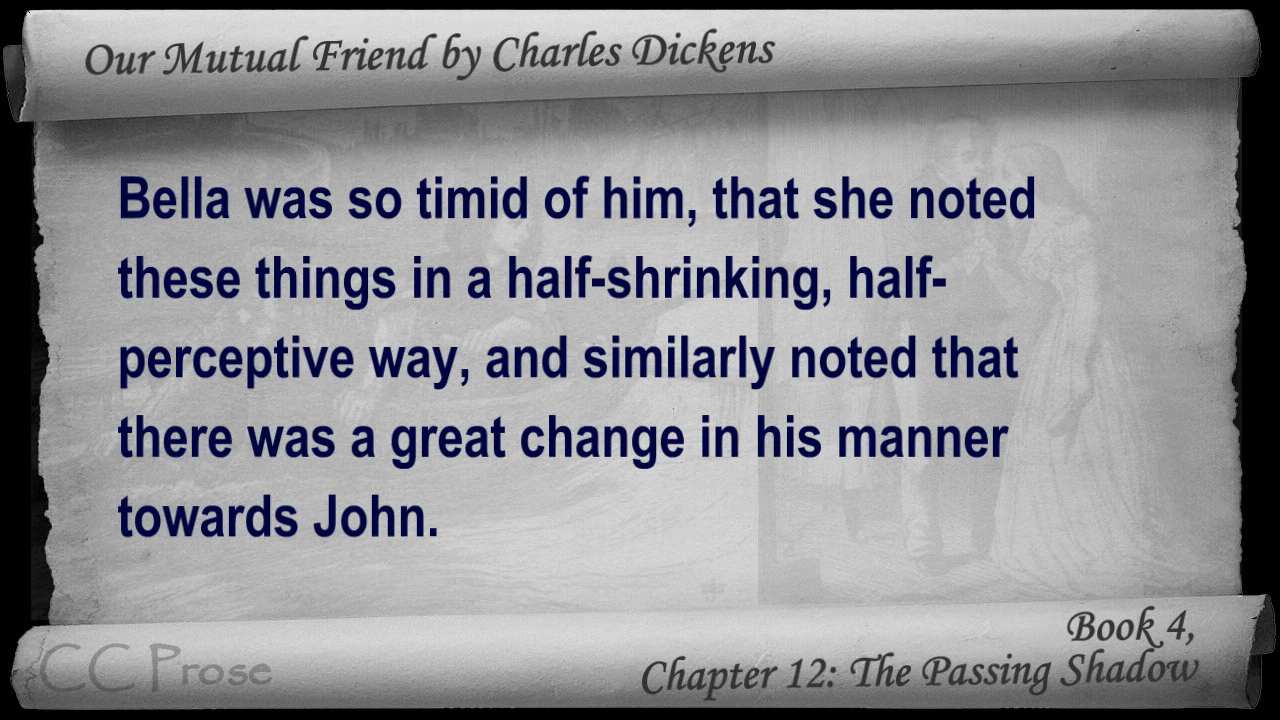 Our Mutual Friend by Charles Dickens
Bella was so timid of him, that she noted
these things in a half-shrinking, half-
perceptive way, and similarly noted that
there was a great change in his manner
towards John.
CC Prose
Book 4,
Chapter 12: The Passing Shadow